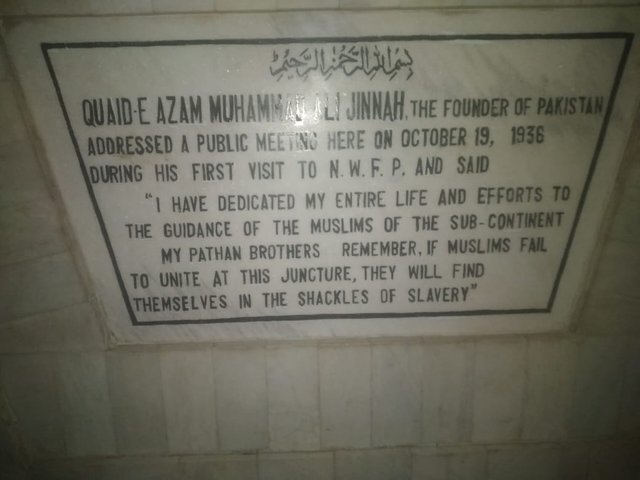 بسم الله الرحمن الرحيم
QUAID-E AZAM MUHAMMAD ALI JINNAH, THE FOUNDER OF PAKISTAN
ADDRESSED A PUBLIC MEETING HERE ON OCTOBER 19, 1936
DURING HIS FIRST VISIT TO N.W.F.P. AND SAID
"I HAVE DEDICATED MY ENTIRE LIFE AND EFFORTS TO
THE GUIDANCE OF THE MUSLIMS OF THE SUB-CONTINENT
MY PATHAN BROTHERS REMEMBER, IF MUSLIMS FAIL
TO UNITE AT THIS JUNCTURE, THEY WILL FIND
THEMSELVES IN THE SHACKLES OF SLAVERY"